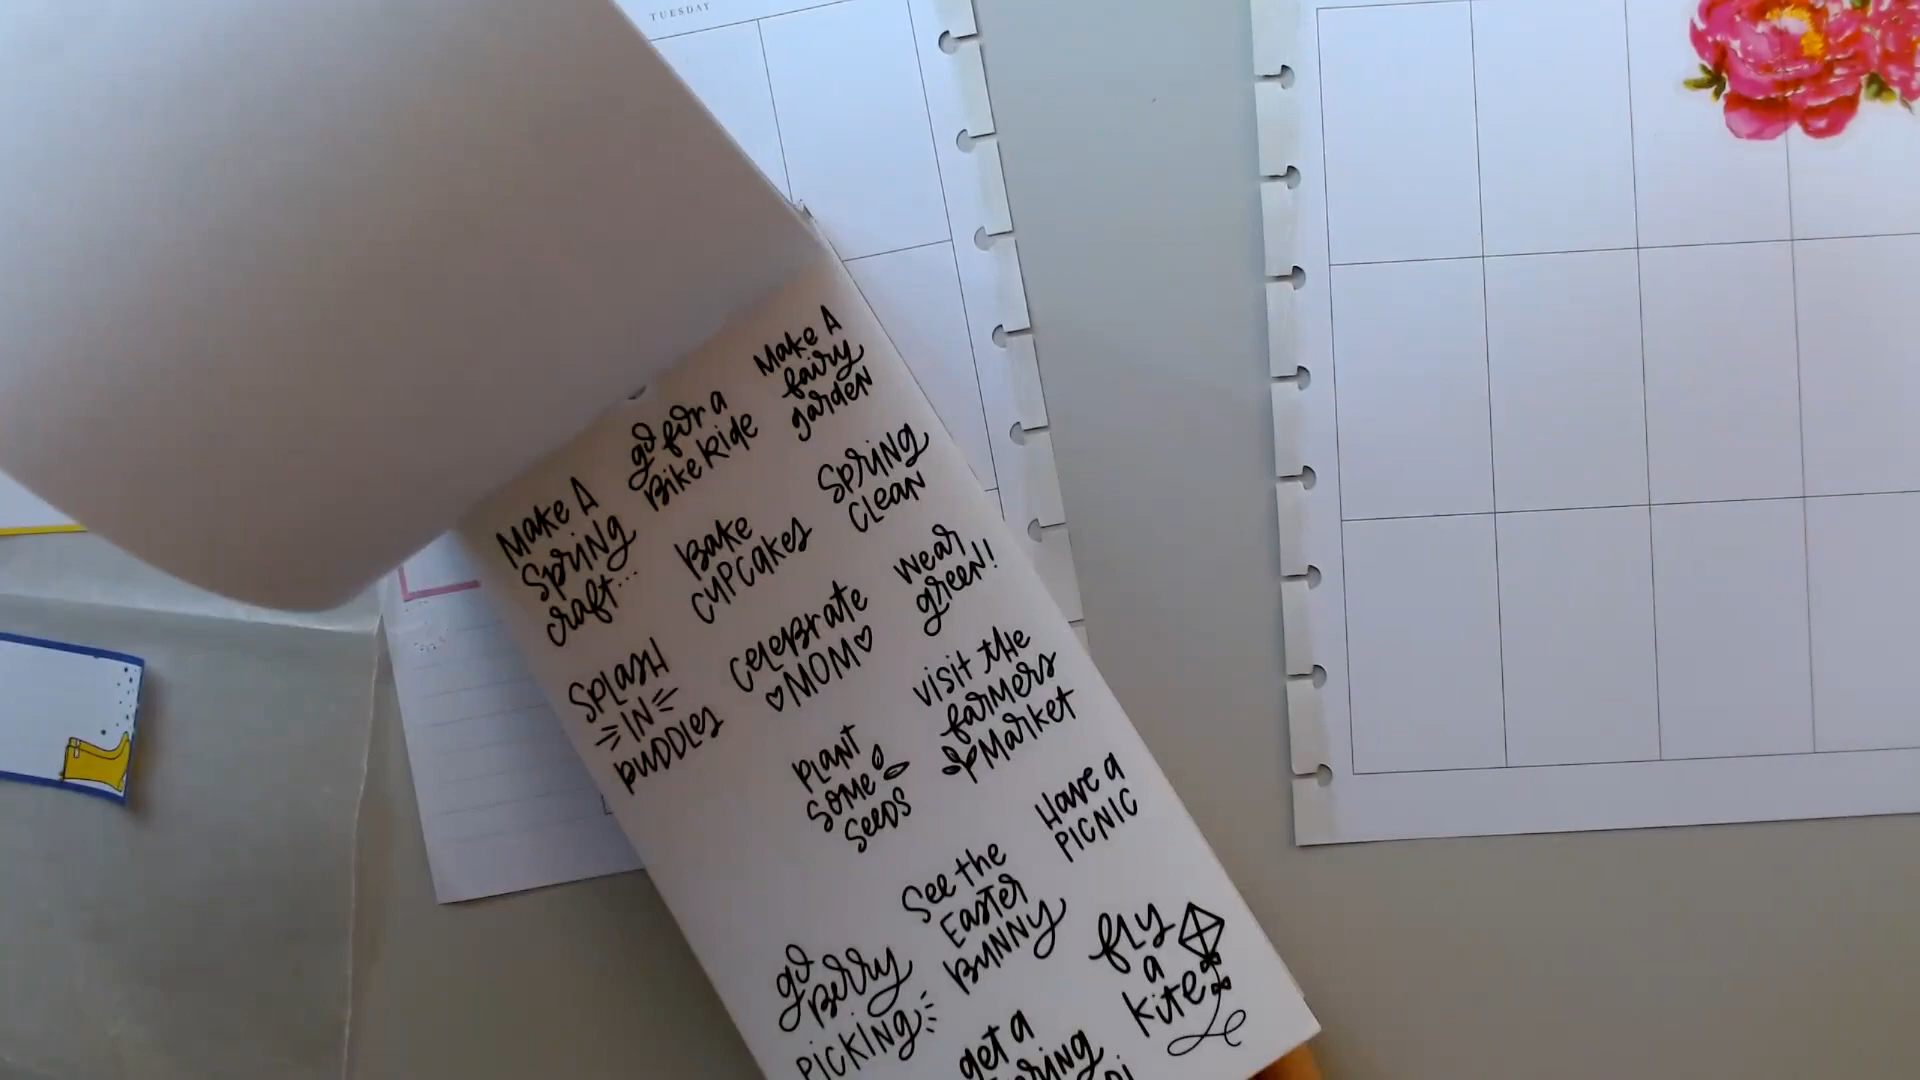 TUESDAY
Make A
fairy
garden
go for a
Bike Ride
Make A
Spring
craft...
SPRING
CLEAN
Bake
CUPCAKES
Wear
green!!
Celebrate
♡MOM♡
SPLASH
IN
PUDDLES
visit the
farmers
Market
PLANT
SOME
SEEDS
Have a
PICNIC
See the
Easter
BUNNY
fly
a
kite
go
Berry
PICKING
get a